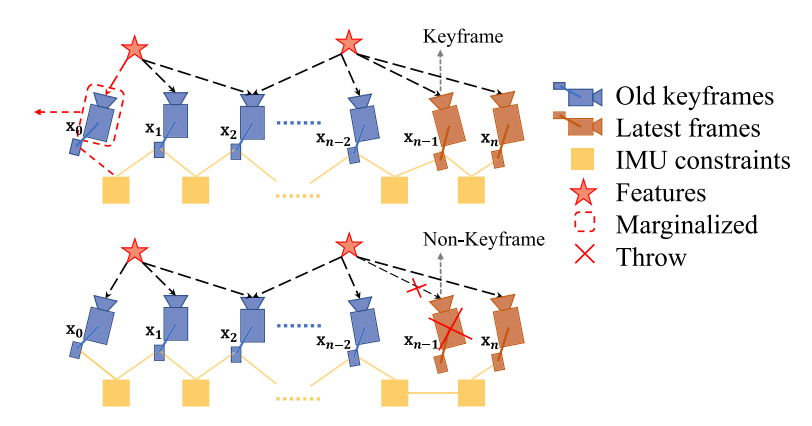 Keyframe
x₀
x₁
x₂
xₙ₋₂
xₙ₋₁
xₙ
Old keyframes
Latest frames
IMU constraints
Features
Marginalized
Throw
Non-Keyframe
x₀
x₁
x₂
xₙ₋₂
xₙ₋₁
xₙ